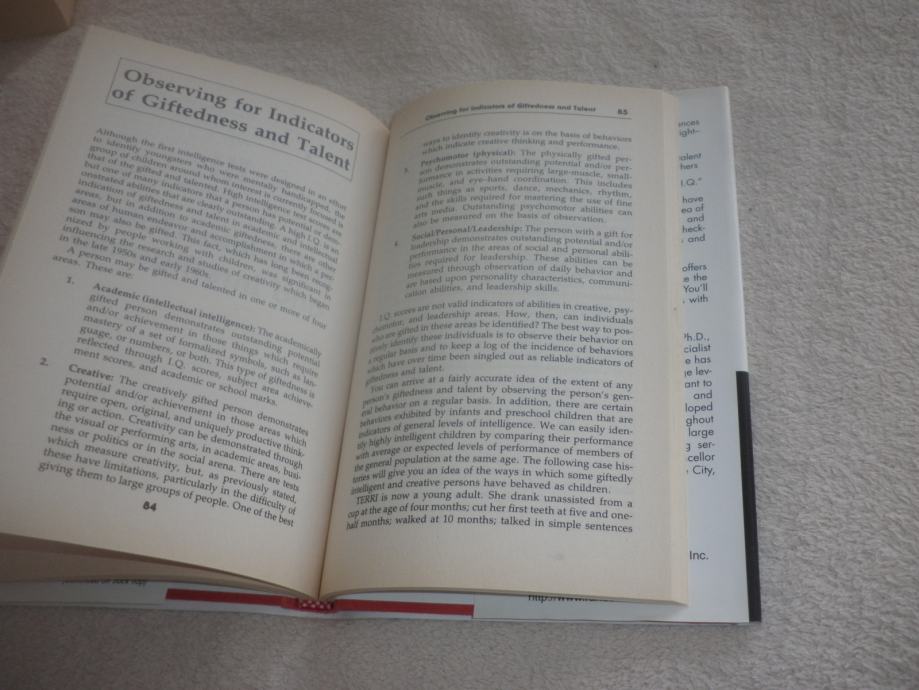 Observing for Indicators
of Giftedness and Talent
Although the first intelligence tests were designed in an effort
to identify youngsters who were mentally handicapped, the
group of children around whom interest currently focused is
that of the gifted and talented. High intelligence test scores are
but one of many indicators that a person has potential or dem-
onstrated abilities that are clearly outstanding. A high I.Q. is an
indication of giftedness and talent in academic and intellectual
areas, but in addition to academic giftedness, there are other
areas of human endeavor and accomplishment in which a per-
son may also be gifted. This fact, which has long been recog-
nized by people working with children, was significant in
influencing the research and studies of creativity which began
in the late 1950s and early 1960s.
A person may be gifted and talented in one or more of four
areas. These are:
1. Academic (intellectual intelligence): The academically
gifted person demonstrates outstanding potential
and/or achievement in those things which require
mastery of a set of formalized symbols, such as lan-
guage, or numbers, or both. This type of giftedness is
reflected through I.Q. scores, subject area achieve-
ment scores, and academic or school marks.
2. Creative: The creatively gifted person demonstrates
potential and/or achievement in those areas which
require open, original, and uniquely productive think-
ing or action. Creativity can be demonstrated through
the visual or performing arts, in academic areas, busi-
ness or politics or in the social arena. There are tests
which measure creativity, but, as previously stated,
these have limitations, particularly in the difficulty of
giving them to large groups of people. One of the best
84
Observing for Indicators of Giftedness and Talent 85
ways to identify creativity is on the basis of behaviors
which indicate creative thinking and performance.
3. Psychomotor (physical): The physically gifted per-
son demonstrates outstanding potential and/or per-
formance in activities requiring large-muscle, small-
muscle, and eye-hand coordination. This includes
such things as sports, dance, mechanics, rhythm,
and the skills required for mastering the use of fine
arts media. Outstanding psychomotor abilities can
also be measured on the basis of observation.
4. Social/Personal/Leadership: The person with a gift for
leadership demonstrates outstanding potential and/or
performance in the areas of social and personal abili-
ties required for leadership. These abilities can be
measured through observation of daily behavior and
are based upon personality characteristics, communi-
cation abilities, and leadership skills.
I.Q. scores are not valid indicators of abilities in creative, psy-
chomotor, and leadership areas. How, then, can individuals
who are gifted in these areas be identified? The best way to pos-
itively identify these individuals is to observe their behavior on
a regular basis and to keep a log of the incidence of behaviors
which have over time been singled out as reliable indicators of
giftedness and talent.
You can arrive at a fairly accurate idea of the extent of any
person's giftedness and talent by observing the person's gen-
eral behavior on a regular basis. In addition, there are certain
behaviors exhibited by infants and preschool children that are
indicators of general levels of intelligence. We can easily iden-
tify highly intelligent children by comparing their performance
with average or expected levels of performance of members of
the general population at the same age. The following case his-
tories will give you an idea of the ways in which some giftedly
intelligent and creative persons have behaved as children.
TERRI is now a young adult. She drank unassisted from a
cup at the age of four months; cut her first teeth at five and one-
half months; walked at 10 months; talked in simple sentences
I.Q."
have
and
and
offers
the
You'll
with
Ph.D.,
has
and
large
City,
Inc.